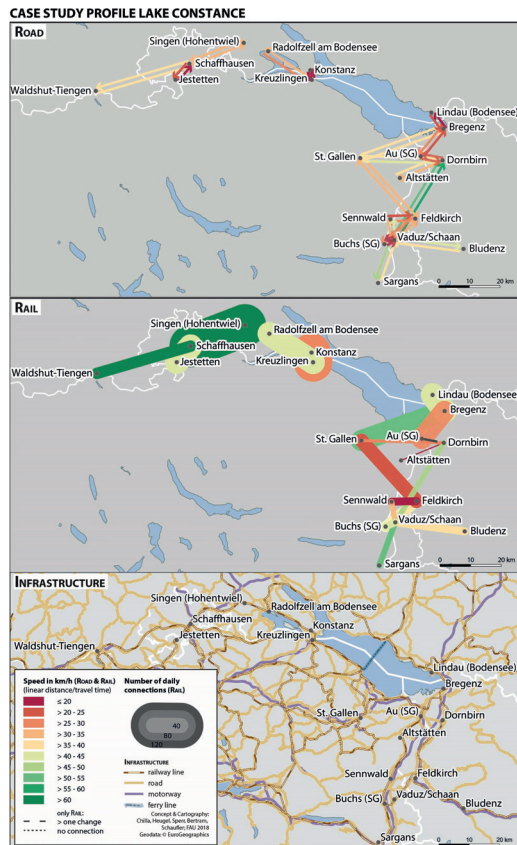 CASE STUDY PROFILE LAKE CONSTANCE
ROAD
Singen (Hohentwiel)
Radolfzell am Bodensee
Schaffhausen
Konstanz
Jestetten
Kreuzlingen
Waldshut-Tiengen
Lindau (Bodensee)
Bregenz
St. Gallen
Au (SG)
Dornbirn
Altstätten
Sennwald
Feldkirch
Vaduz/Schaan
Buchs (SG)
Bludenz
Sargans
0 10 20 km
RAIL
Singen (Hohentwiel)
Radolfzell am Bodensee
Schaffhausen
Konstanz
Jestetten
Kreuzlingen
Waldshut-Tiengen
Lindau (Bodensee)
Bregenz
St. Gallen
Au (SG)
Dornbirn
Altstätten
Sennwald
Feldkirch
Vaduz/Schaan
Buchs (SG)
Bludenz
Sargans
0 10 20 km
INFRASTRUCTURE
Singen (Hohentwiel)
Radolfzell am Bodensee
Schaffhausen
Konstanz
Jestetten
Kreuzlingen
Waldshut-Tiengen
Lindau (Bodensee)
Bregenz
St. Gallen
Au (SG)
Dornbirn
Altstätten
Sennwald
Feldkirch
Vaduz/Schaan
Buchs (SG)
Bludenz
Sargans
0 10 20 km
Speed in km/h (ROAD & RAIL)
(linear distance/travel time)
≤ 20
> 20 - 25
> 25 - 30
> 30 - 35
> 35 - 40
> 40 - 45
> 45 - 50
> 50 - 55
> 55 - 60
> 60
only RAIL:
> one change
no connection
Number of daily
connections (RAIL)
40
80
120
INFRASTRUCTURE
railway line
road
motorway
ferry line
Concept & Cartography:
Chilla, Heugel, Sperr, Bertram,
Schaufler; FAU 2018
Geodata: © EuroGeographics